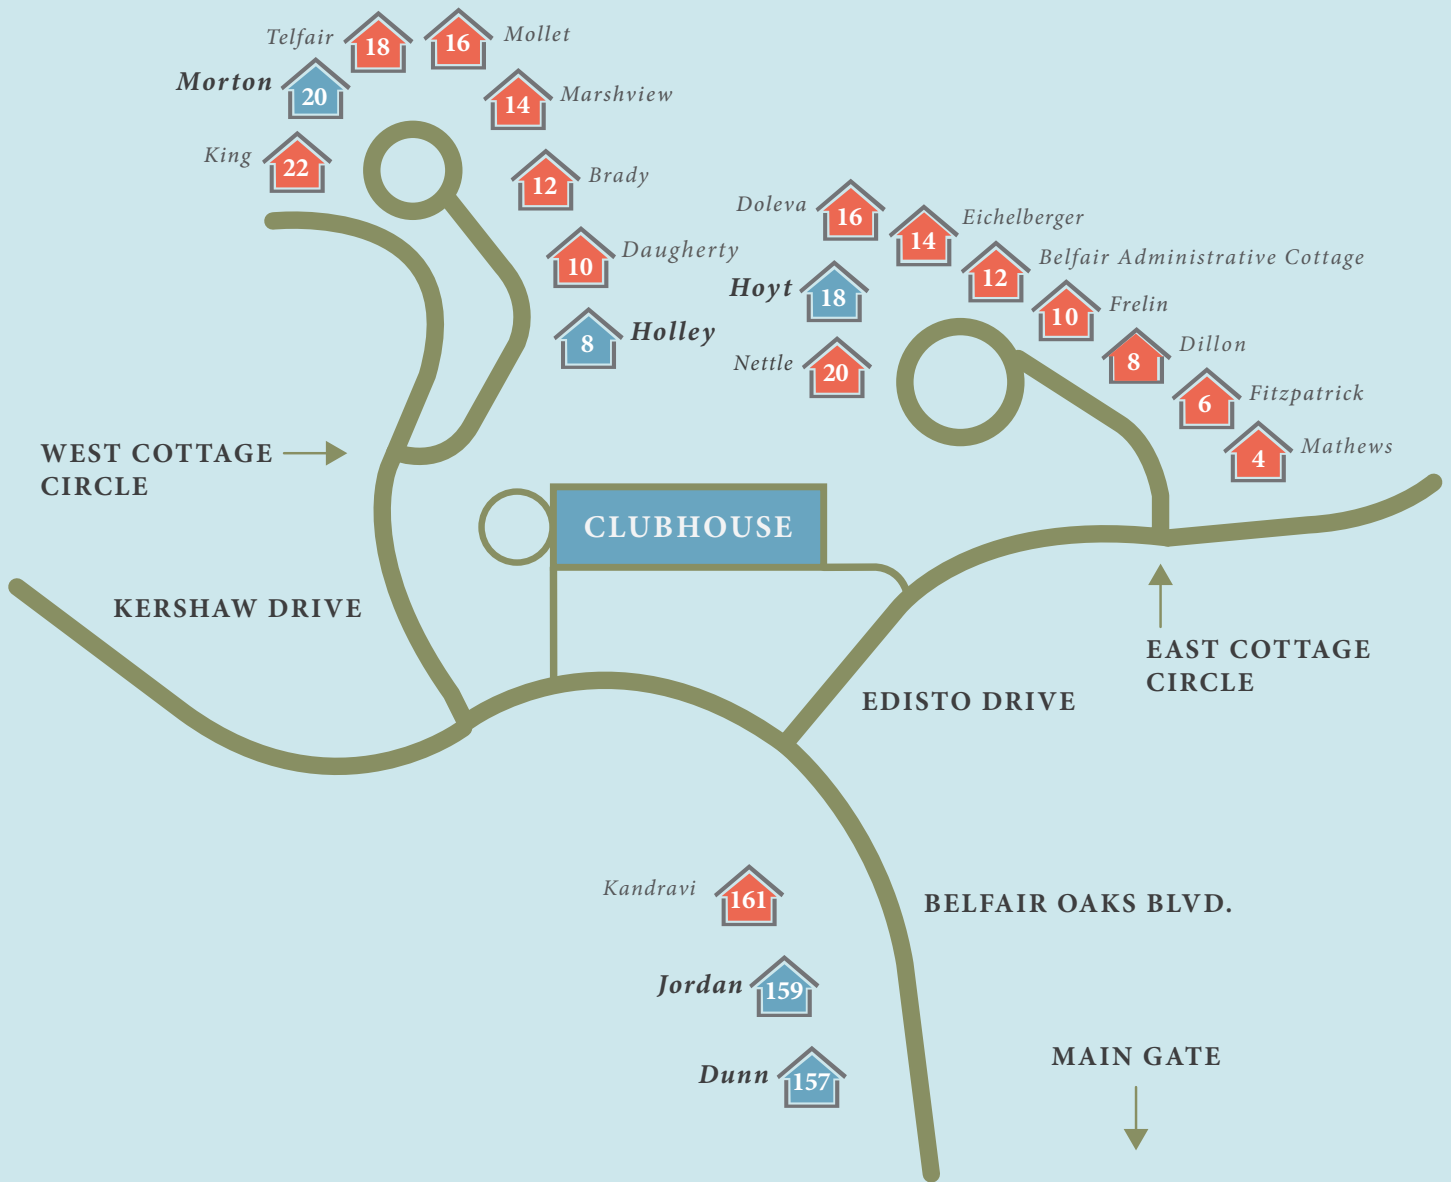 Telfair 18
16 Mollet
Morton 20
14 Marshview
King 22
12 Brady
Daugherty 10
8 Holley
Doleva 16
14 Eichelberger
12 Belfair Administrative Cottage
Hoyt 18
10 Frelin
Nettle 20
8 Dillon
6 Fitzpatrick
4 Mathews
WEST COTTAGE
CIRCLE
CLUBHOUSE
KERSHAW DRIVE
EAST COTTAGE
CIRCLE
EDISTO DRIVE
Kandravi 161
BELFAIR OAKS BLVD.
Jordan 159
Dunn 157
MAIN GATE